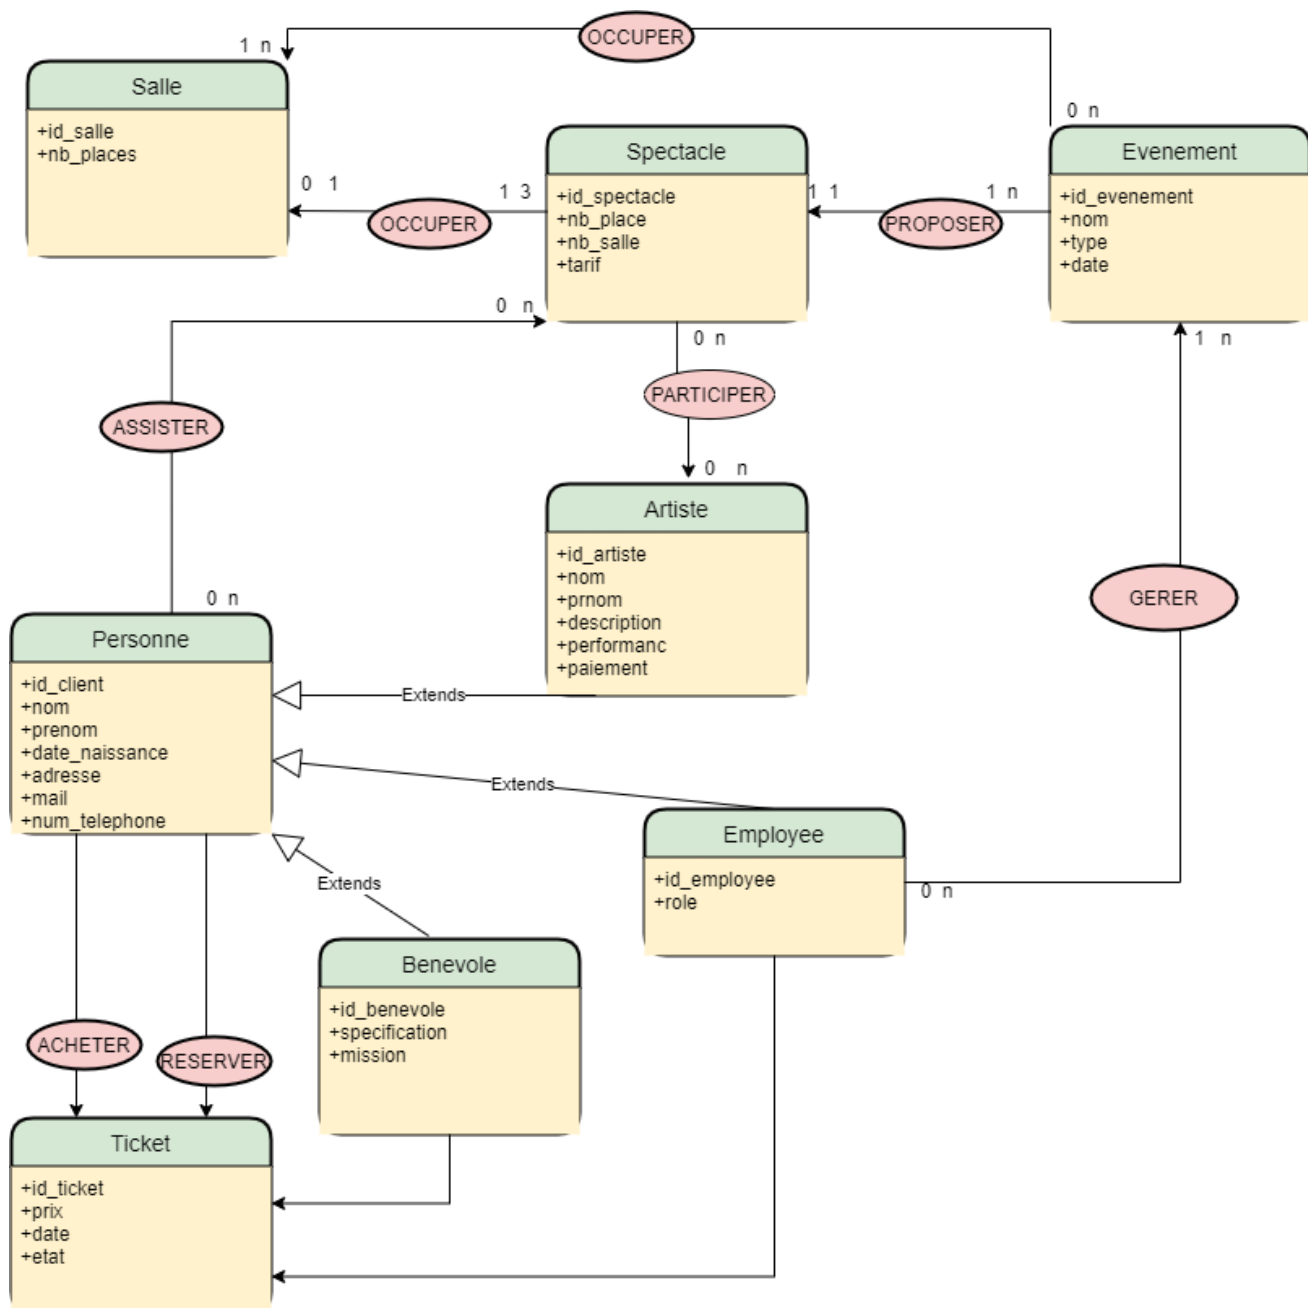 OCCUPER
1 n
Salle
+id_salle
+nb_places
0 n
Spectacle
+id_spectacle
+nb_place
+nb_salle
+tarif
Evenement
+id_evenement
+nom
+type
+date
0 1
OCCUPER
1 3
1 1
PROPOSER
1 n
0 n
0 n
1 n
PARTICIPER
ASSISTER
0 n
Artiste
+id_artiste
+nom
+prnom
+description
+performanc
+paiement
GERER
0 n
Personne
+id_client
+nom
+prenom
+date_naissance
+adresse
+mail
+num_telephone
Extends
Extends
Extends
Employee
+id_employee
+role
0 n
Benevole
+id_benevole
+specification
+mission
ACHETER
RESERVER
Ticket
+id_ticket
+prix
+date
+etat